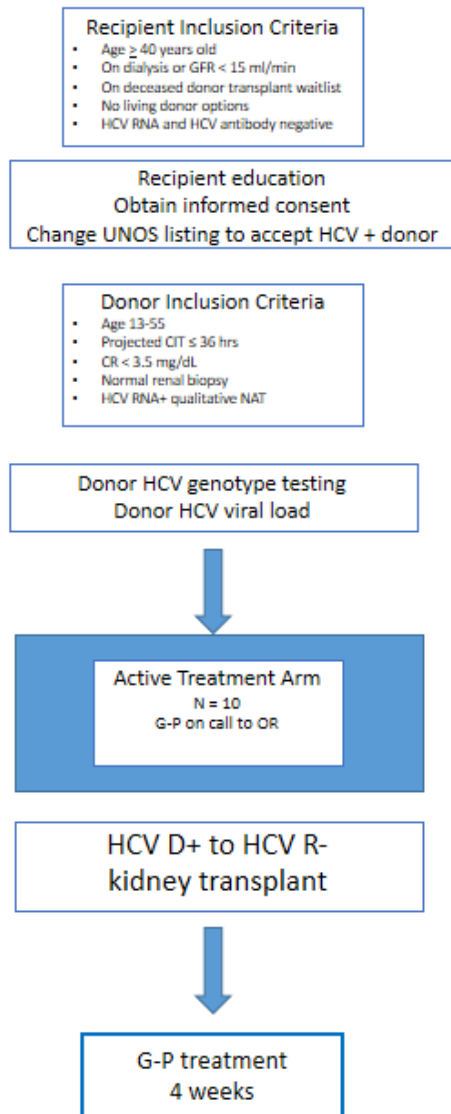 Recipient Inclusion Criteria
• Age ≥ 40 years old
• On dialysis or GFR < 15 ml/min
• On deceased donor transplant waitlist
• No living donor options
• HCV RNA and HCV antibody negative
Recipient education
Obtain informed consent
Change UNOS listing to accept HCV + donor
Donor Inclusion Criteria
• Age 13-55
• Projected CIT ≤ 36 hrs
• CR < 3.5 mg/dL
• Normal renal biopsy
• HCV RNA+ qualitative NAT
Donor HCV genotype testing
Donor HCV viral load
Active Treatment Arm
N = 10
G-P on call to OR
HCV D+ to HCV R-
kidney transplant
G-P treatment
4 weeks